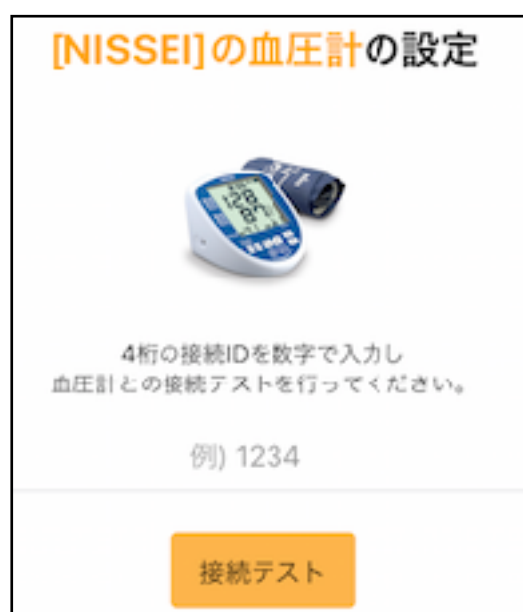 [NISSEI]の血圧計の設定
128
4桁の接続IDを数字で入力し
血圧計との接続テストを行ってください。
例) 1234
接続テスト